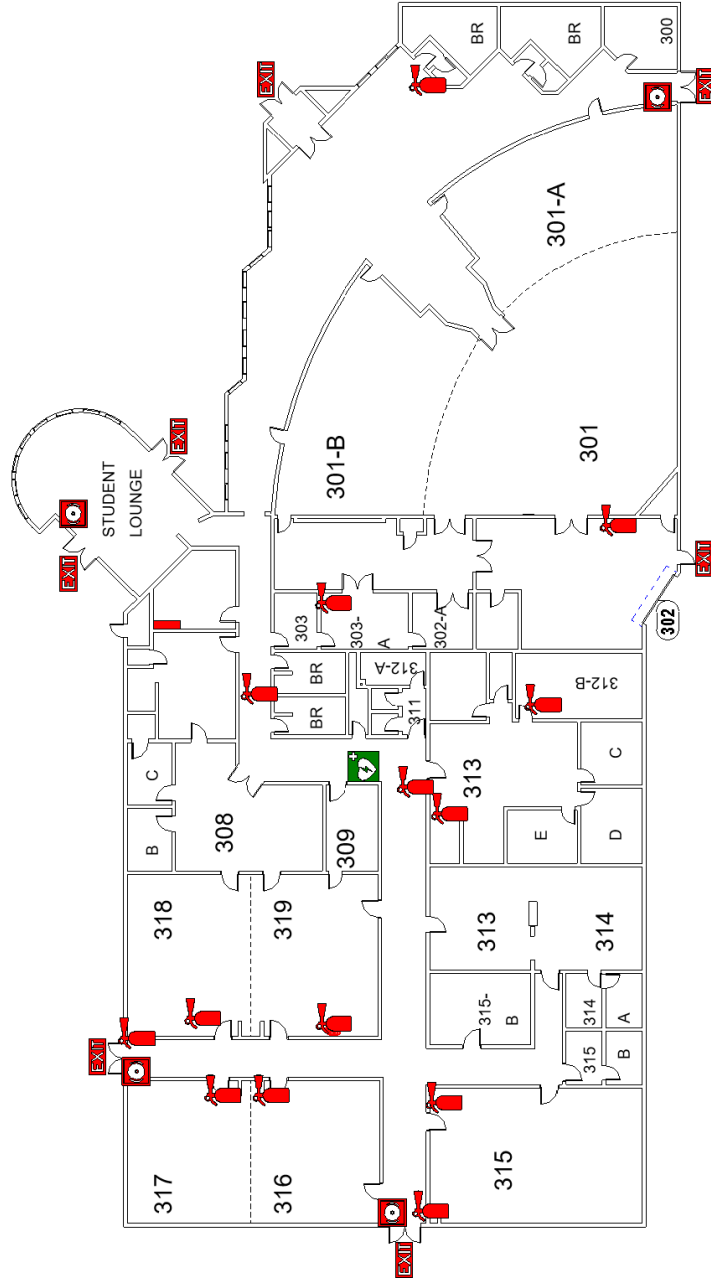 EXIT
BR
BR
300
EXIT
301-A
301-B
301
EXIT
STUDENT
LOUNGE
EXIT
EXIT
302
303
303-
A
302-A
BR
BR
312-A
311
312-B
C
B
308
309
313
C
D
E
318
319
313
314
315-
B
314
A
315
B
EXIT
317
316
315
EXIT